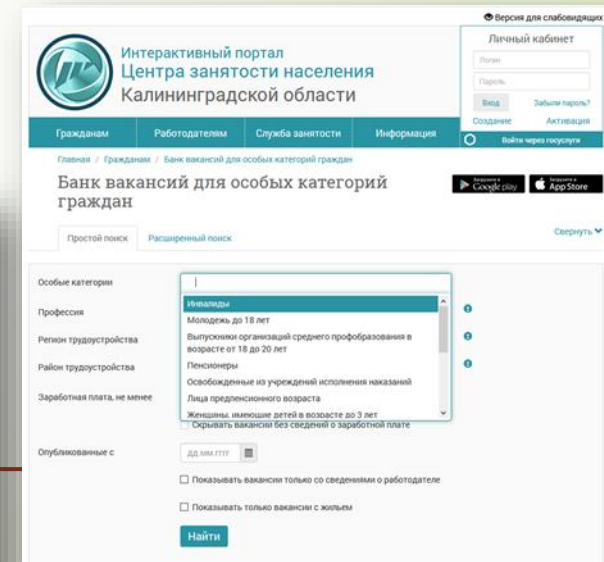 Версия для слабовидящих
Интерактивный портал
Центра занятости населения
Калининградской области
Личный кабинет
Логин
Пароль
Вход
Забыли пароль?
Создание
Активация
Войти через госуслуги
Гражданам
Работодателям
Служба занятости
Информация
Главная / Гражданам / Банк вакансий для особых категорий граждан
Банк вакансий для особых категорий
граждан
Google play
App Store
Простой поиск
Расширенный поиск
Свернуть
Особые категории
Инвалиды
Профессия
Молодежь до 18 лет
Регион трудоустройства
Выпускники организаций среднего профобразования в
возрасте от 18 до 20 лет
Район трудоустройства
Пенсионеры
Освобожденные из учреждений исполнения наказаний
Заработная плата, не менее
Лица предпенсионного возраста
Женщины, имеющие детей в возрасте до 3 лет
Скрывать вакансии без сведений о заработной плате
Опубликованные с
ДД.ММ.ГГГГ
Показывать вакансии только со сведениями о работодателе
Показывать только вакансии с жильем
Найти